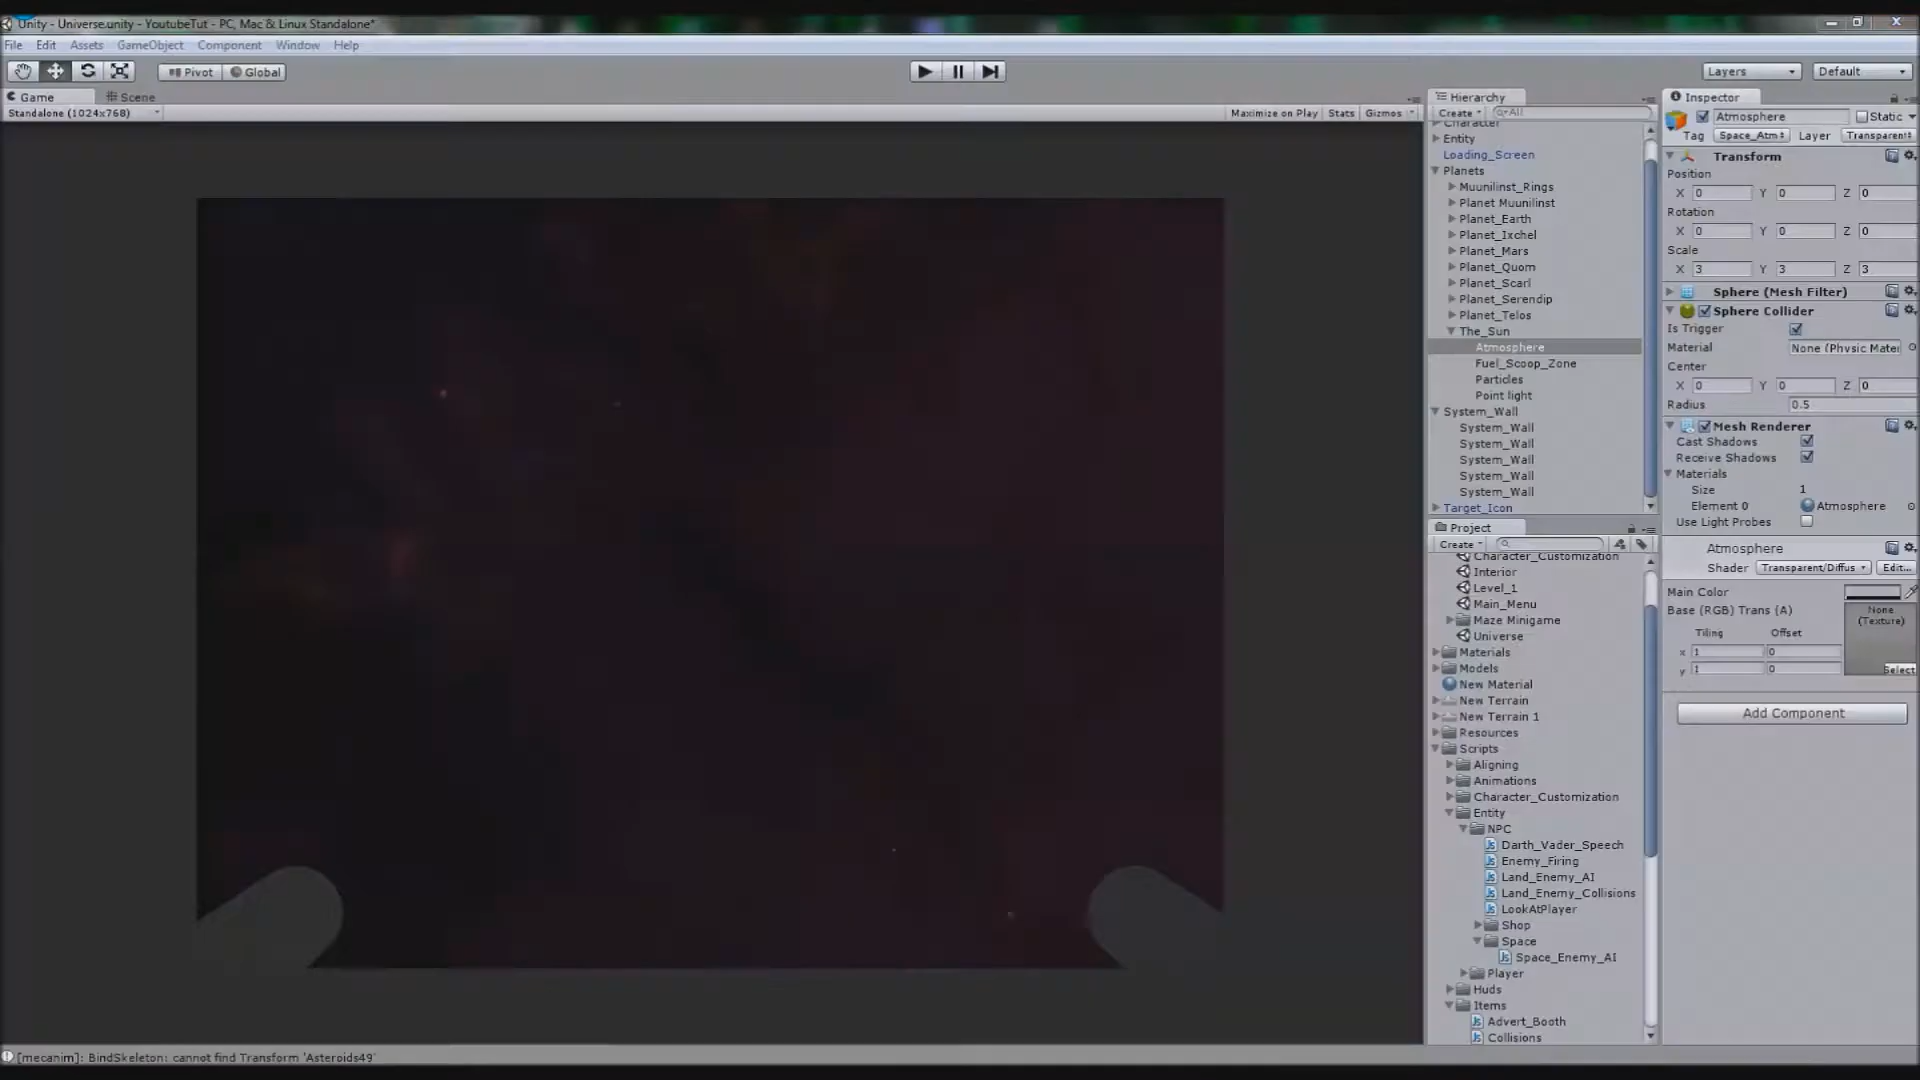 Unity - Universe.unity - YoutubeTut - PC, Mac & Linux Standalone*
File Edit Assets GameObject Component Window Help
Pivot Global Layers Default
Game Scene
Standalone (1024x768) Maximize on Play Stats Gizmos
Hierarchy
Create All
Character
Entity
Loading_Screen
Planets
Muunilinst_Rings
Planet Muunilinst
Planet_Earth
Planet_Ixchel
Planet_Mars
Planet_Quom
Planet_Scarl
Planet_Serendip
Planet_Telos
The_Sun
Atmosphere
Fuel_Scoop_Zone
Particles
Point light
System_Wall
System_Wall
System_Wall
System_Wall
System_Wall
System_Wall
Target_Icon
Project
Create
Character_Customization
Interior
Level_1
Main_Menu
Maze Minigame
Universe
Materials
Models
New Material
New Terrain
New Terrain 1
Resources
Scripts
Aligning
Animations
Character_Customization
Entity
NPC
Darth_Vader_Speech
Enemy_Firing
Land_Enemy_AI
Land_Enemy_Collisions
LookAtPlayer
Shop
Space
Space_Enemy_AI
Player
Huds
Items
Advert_Booth
Collisions
Inspector
Atmosphere Static
Tag Space_Atm Layer Transparent
Transform
Position
X 0 Y 0 Z 0
Rotation
X 0 Y 0 Z 0
Scale
X 3 Y 3 Z 3
Sphere (Mesh Filter)
Sphere Collider
Is Trigger
Material None (Physic Mater
Center
X 0 Y 0 Z 0
Radius 0.5
Mesh Renderer
Cast Shadows
Receive Shadows
Materials
Size 1
Element 0 Atmosphere
Use Light Probes
Atmosphere
Shader Transparent/Diffus Edit...
Main Color
Base (RGB) Trans (A) None
(Texture)
Tiling Offset
x 1 0
y 1 0 Select
Add Component
[mecanim]: BindSkeleton: cannot find Transform 'Asteroids49'